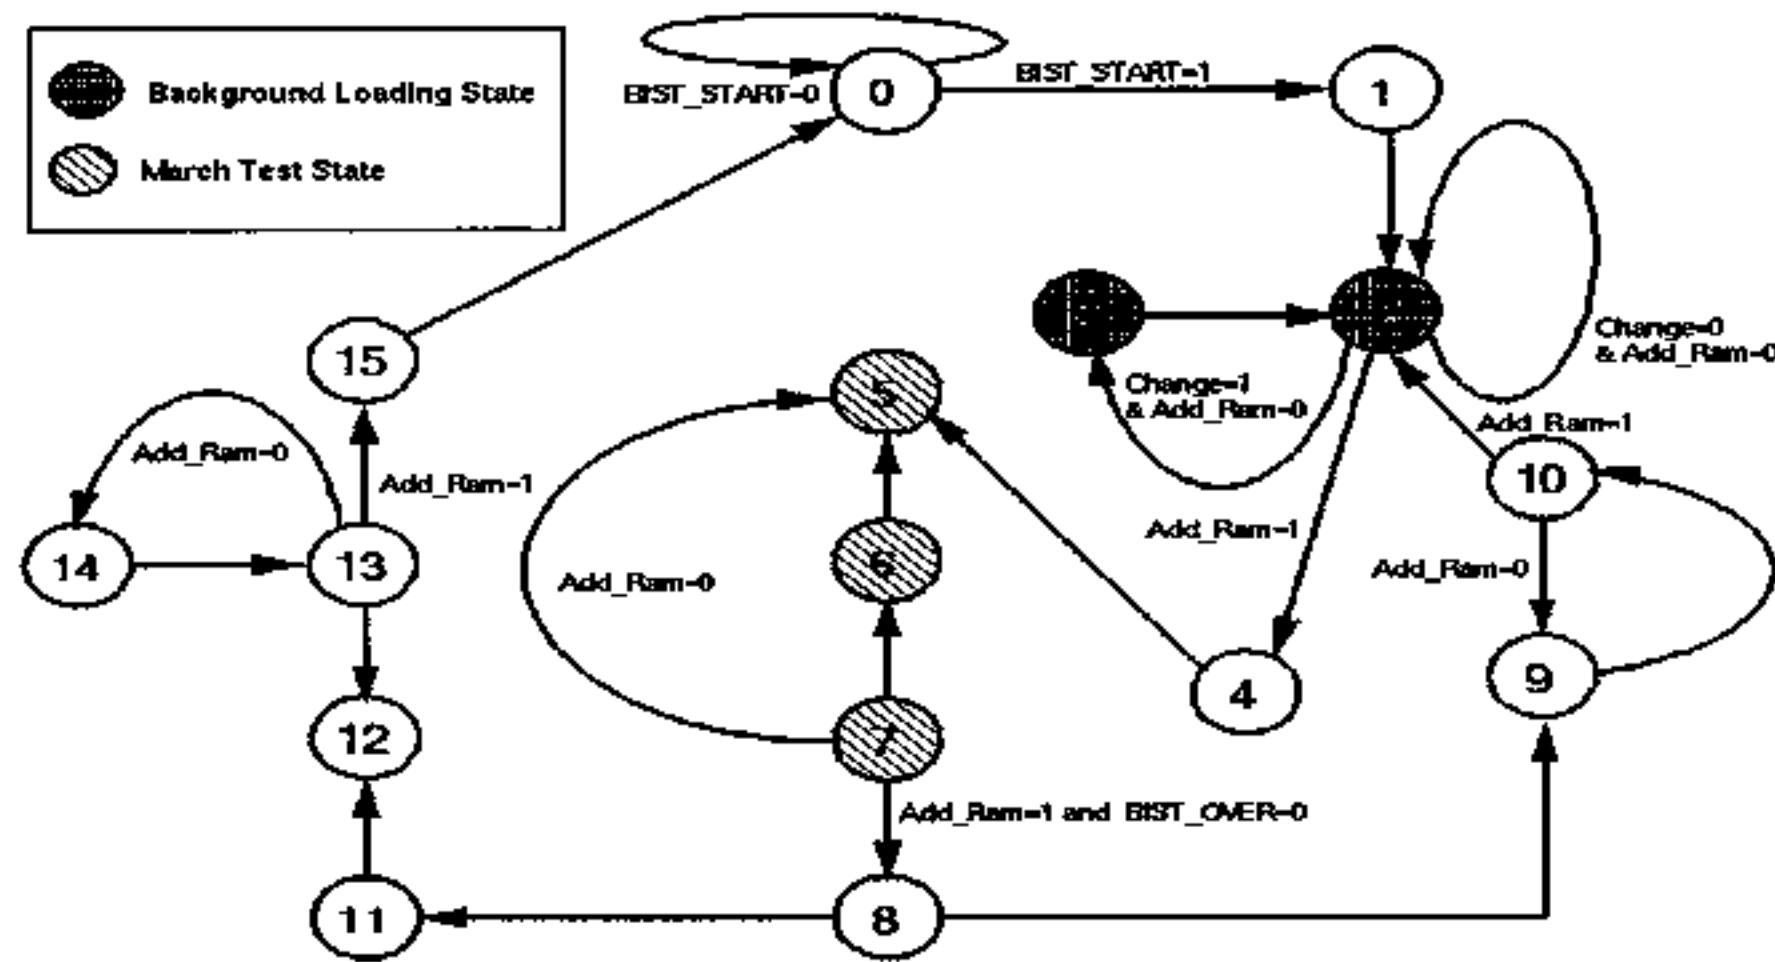 Background Loading State
March Test State
BIST_START=0
0
BIST_START=1
1
Change=0
& Add_Ram=0
Change=1
& Add_Ram=0
15
5
Add_Ram=0
Add_Ram=1
Add_Ram=1
10
14
13
Add_Ram=0
6
Add_Ram=1
Add_Ram=0
12
7
4
9
Add_Ram=1 and BIST_OVER=0
11
8